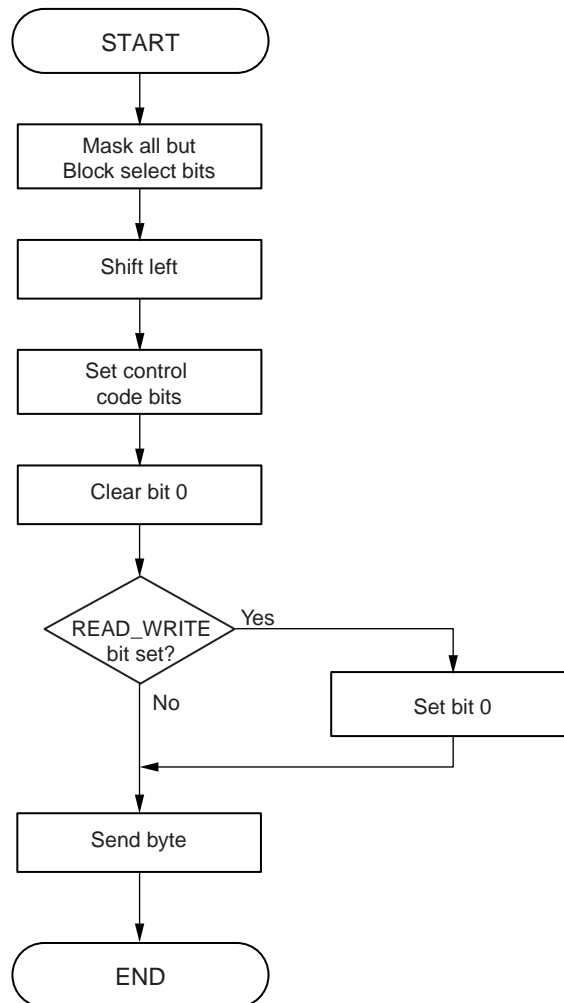 START
Mask all but
Block select bits
Shift left
Set control
code bits
Clear bit 0
READ_WRITE
bit set?
Yes
No
Set bit 0
Send byte
END